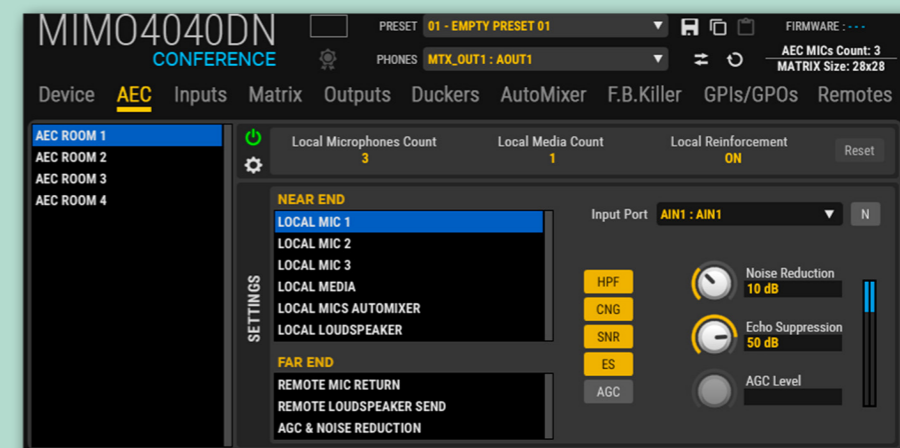 MIMO4040DN
CONFERENCE
PRESET 01 - EMPTY PRESET 01
PHONES MTX_OUT1 : AOUT1
FIRMWARE : ---
AEC MICs Count: 3
MATRIX Size: 28x28
Device AEC Inputs Matrix Outputs Duckers AutoMixer F.B.Killer GPIs/GPOs Remotes
AEC ROOM 1
AEC ROOM 2
AEC ROOM 3
AEC ROOM 4
Local Microphones Count Local Media Count Local Reinforcement
3 1 ON
Reset
SETTINGS
NEAR END
LOCAL MIC 1
LOCAL MIC 2
LOCAL MIC 3
LOCAL MEDIA
LOCAL MICS AUTOMIXER
LOCAL LOUDSPEAKER
FAR END
REMOTE MIC RETURN
REMOTE LOUDSPEAKER SEND
AGC & NOISE REDUCTION
Input Port AIN1 : AIN1 N
HPF
CNG
SNR
ES
AGC
Noise Reduction
10 dB
Echo Suppression
50 dB
AGC Level